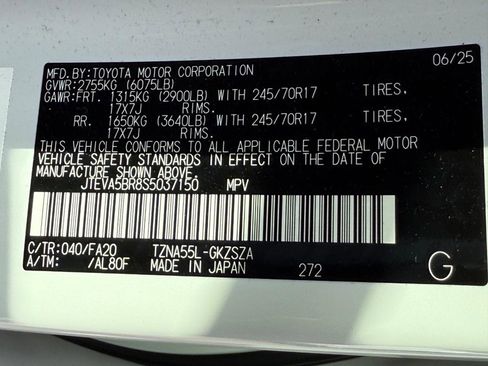 MFD.BY:TOYOTA MOTOR CORPORATION 06/25
GVWR:2755KG (6075LB)
GAWR:FRT. 1315KG (2900LB) WITH 245/70R17 TIRES.
17X7J RIMS.
RR. 1650KG (3640LB) WITH 245/70R17 TIRES,
17X7J RIMS.
THIS VEHICLE CONFORMS TO ALL APPLICABLE FEDERAL MOTOR
VEHICLE SAFETY STANDARDS IN EFFECT ON THE DATE OF
MANUFACTURE SHOWN ABOVE.
JTEVA5BR8S5037150 MPV
C/TR:040/FA20 TZNA55L-GKZSZA
A/TM: /AL80F MADE IN JAPAN 272 G